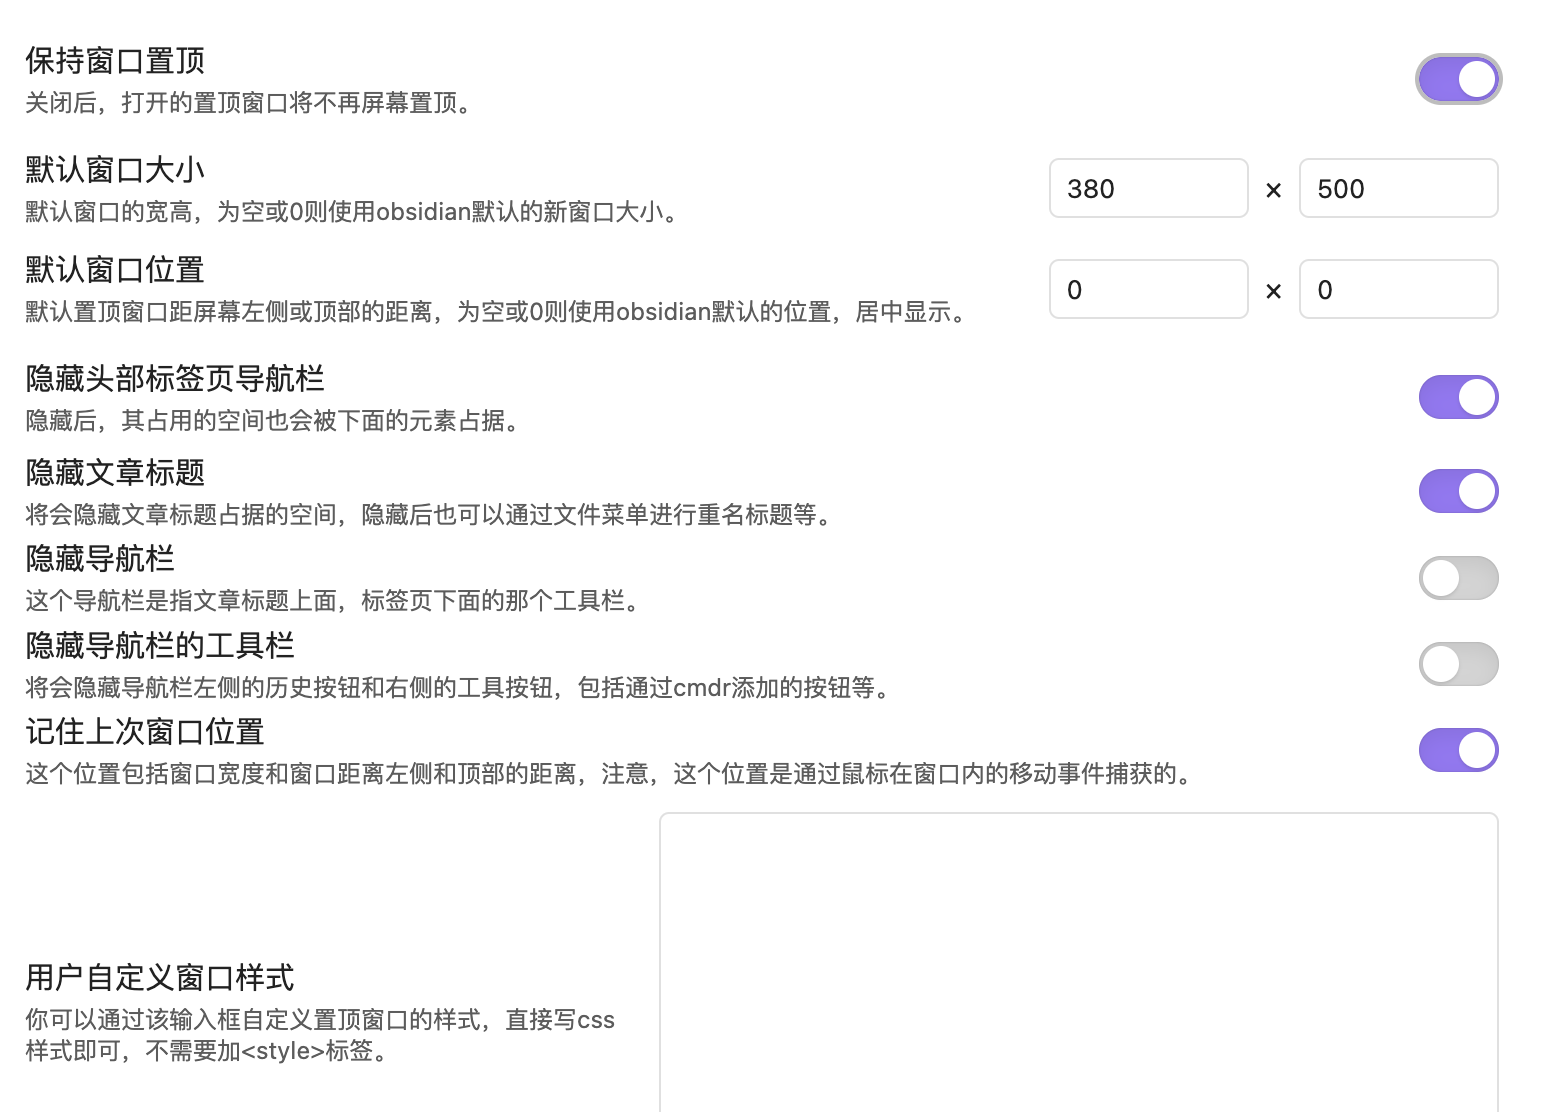 保持窗口置顶
关闭后，打开的置顶窗口将不再屏幕置顶。
默认窗口大小
默认窗口的宽高，为空或0则使用obsidian默认的新窗口大小。
380 × 500
默认窗口位置
默认置顶窗口距屏幕左侧或顶部的距离，为空或0则使用obsidian默认的位置，居中显示。
0 × 0
隐藏头部标签页导航栏
隐藏后，其占用的空间也会被下面的元素占据。
隐藏文章标题
将会隐藏文章标题占据的空间，隐藏后也可以通过文件菜单进行重名标题等。
隐藏导航栏
这个导航栏是指文章标题上面，标签页下面的那个工具栏。
隐藏导航栏的工具栏
将会隐藏导航栏左侧的历史按钮和右侧的工具按钮，包括通过cmdr添加的按钮等。
记住上次窗口位置
这个位置包括窗口宽度和窗口距离左侧和顶部的距离，注意，这个位置是通过鼠标在窗口内的移动事件捕获的。
用户自定义窗口样式
你可以通过该输入框自定义置顶窗口的样式，直接写css
样式即可，不需要加<style>标签。